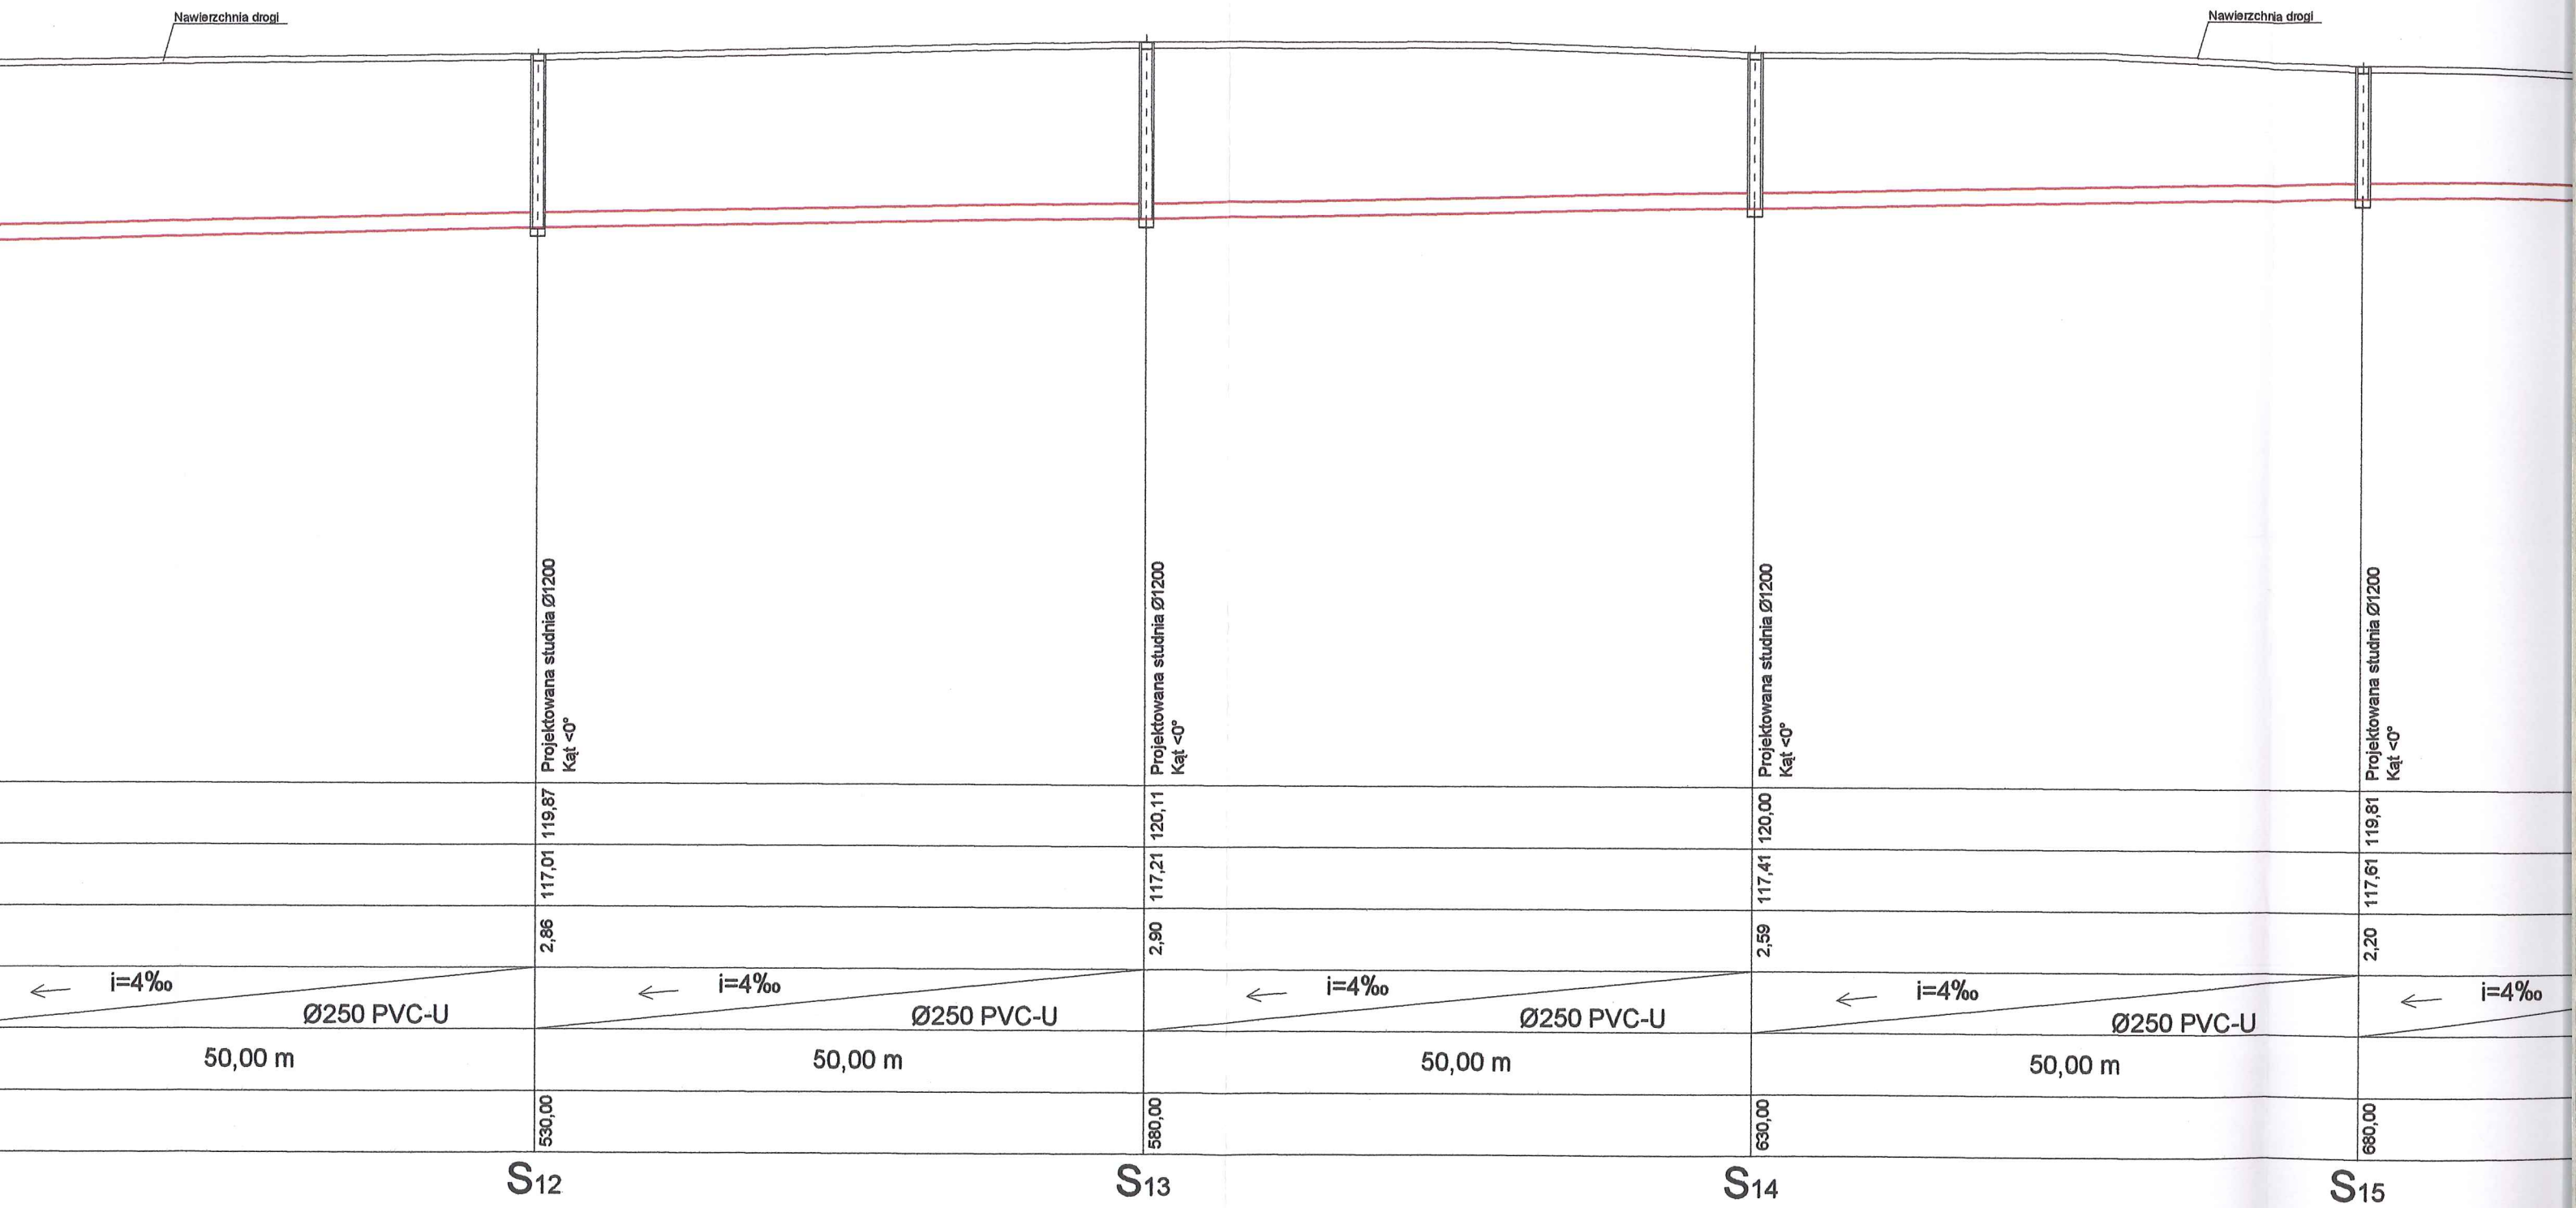 Nawierzchnia drogi
Nawierzchnia drogi
Projektowana studnia Ø1200
Kąt <0°
Projektowana studnia Ø1200
Kąt <0°
Projektowana studnia Ø1200
Kąt <0°
Projektowana studnia Ø1200
Kąt <0°
119,87
120,11
120,00
119,81
117,01
117,21
117,41
117,61
2,86
2,90
2,59
2,20
i=4‰
i=4‰
i=4‰
i=4‰
i=4‰
Ø250 PVC-U
Ø250 PVC-U
Ø250 PVC-U
Ø250 PVC-U
50,00 m
50,00 m
50,00 m
50,00 m
530,00
580,00
630,00
680,00
S12
S13
S14
S15